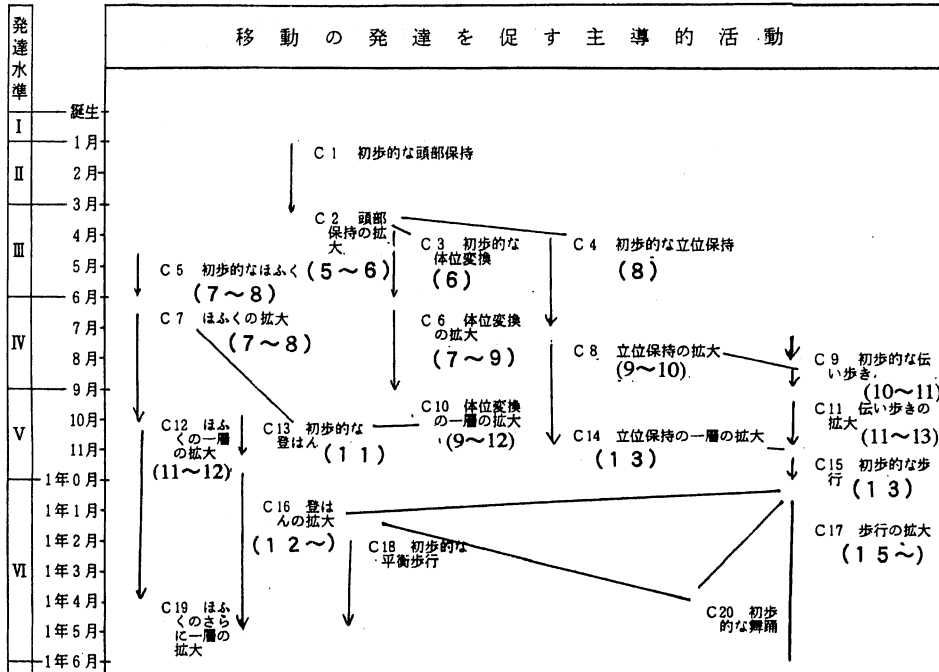 発達水準
移動の発達を促す主導的活動
誕生
I
1月
II
2月
3月
III
4月
5月
6月
IV
7月
8月
9月
V
10月
11月
1年0月
VI
1年1月
1年2月
1年3月
1年4月
1年5月
1年6月
C1 初歩的な頭部保持
C2 頭部
保持の拡
大
(5～6)
C3 初歩的な
体位変換
(6)
C4 初歩的な立位保持
(8)
C5 初歩的なほふく
(7～8)
C7 ほふくの拡大
(7～8)
C6 体位変換
の拡大
(7～9)
C8 立位保持の拡大
(9～10)
C9 初歩的な伝
い歩き
(10～11)
C12 ほふ
くの一層
の拡大
(11～12)
C13 初歩的な
登はん
(11)
C10 体位変換
の一層の拡大
(9～12)
C14 立位保持の一層の拡大
(13)
C11 伝い歩きの
拡大
(11～13)
C15 初歩的な歩
行
(13)
C16 登は
んの拡大
(12～)
C18 初歩的な
平衡歩行
C17 歩行の拡大
(15～)
C19 ほふ
くのさら
に一層の
拡大
C20 初歩
的な舞踊